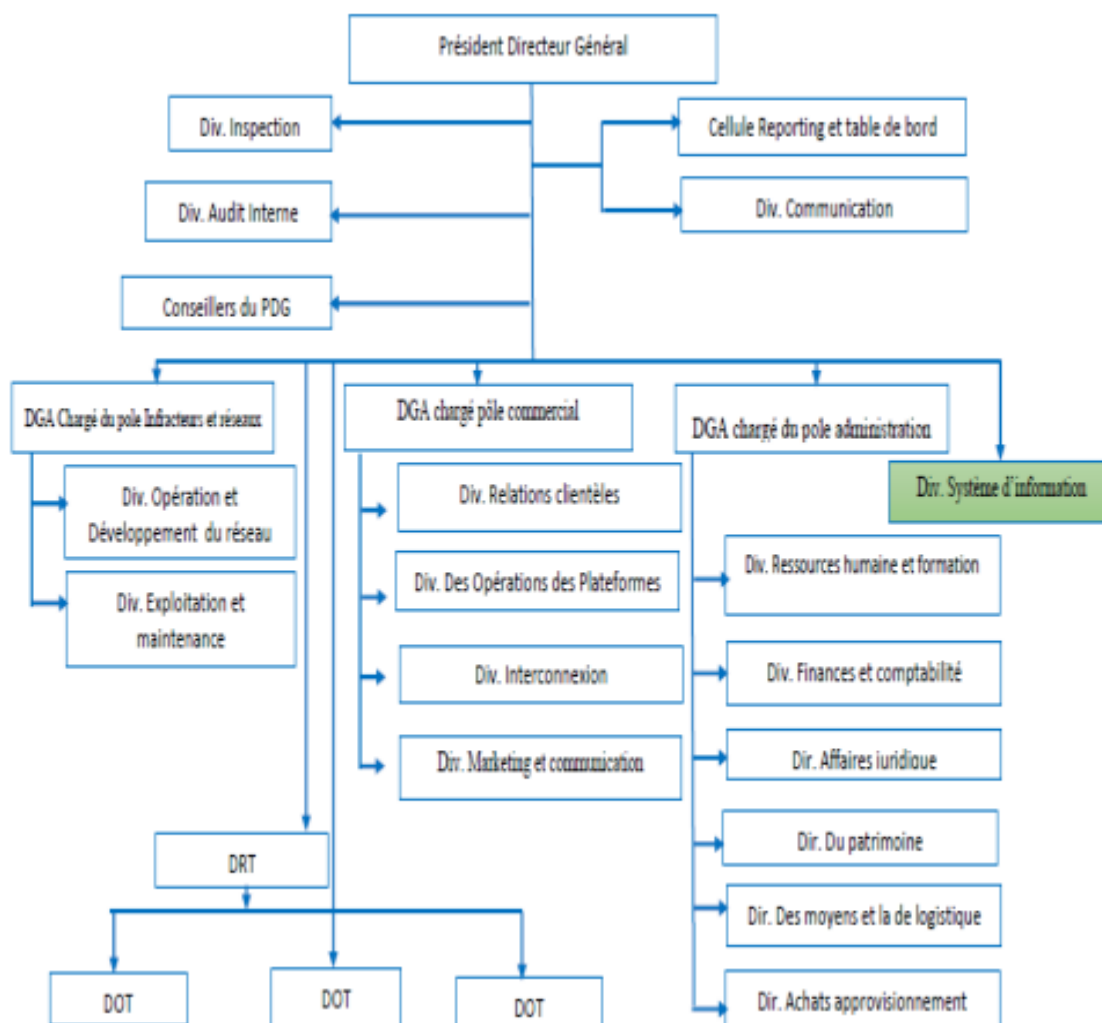 Président Directeur Général
Div. Inspection
Cellule Reporting et table de bord
Div. Audit Interne
Div. Communication
Conseillers du PDG
DGA Chargé du pole Infracteurs et réseaux
DGA chargé pôle commercial
DGA chargé du pole administration
Div. Système d'information
Div. Opération et
Développement du réseau
Div. Exploitation et
maintenance
Div. Relations clientèles
Div. Des Opérations des Plateformes
Div. Interconnexion
Div. Marketing et communication
Div. Ressources humaine et formation
Div. Finances et comptabilité
Dir. Affaires iuridique
Dir. Du patrimoine
Dir. Des moyens et la de logistique
Dir. Achats approvisionnement
DRT
DOT
DOT
DOT